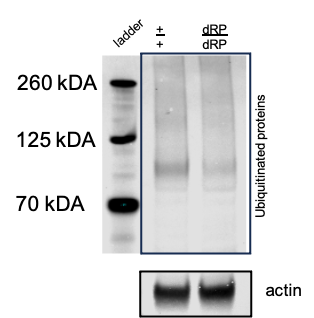 ladder
+
+
dRP
dRP
260 kDA
125 kDA
70 kDA
Ubiquitinated proteins
actin